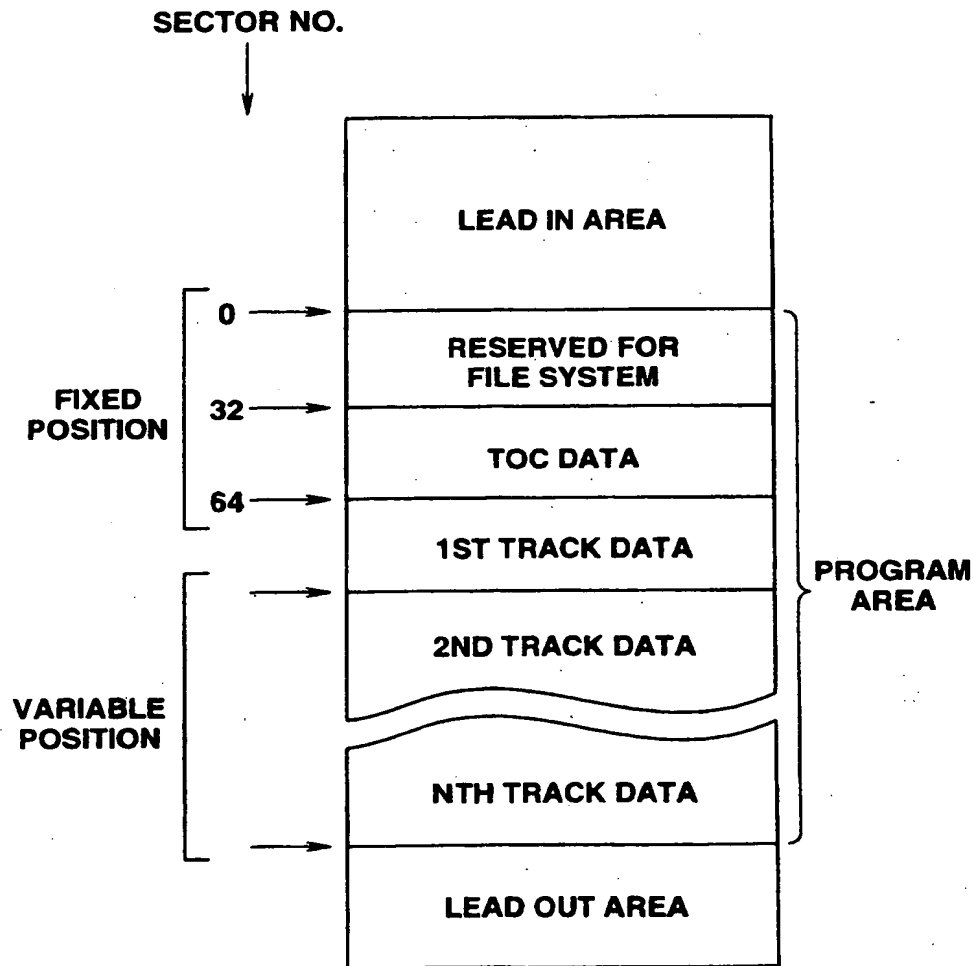 SECTOR NO.
LEAD IN AREA
0
RESERVED FOR
FILE SYSTEM
FIXED
POSITION
32
TOC DATA
64
1ST TRACK DATA
PROGRAM
AREA
2ND TRACK DATA
VARIABLE
POSITION
NTH TRACK DATA
LEAD OUT AREA